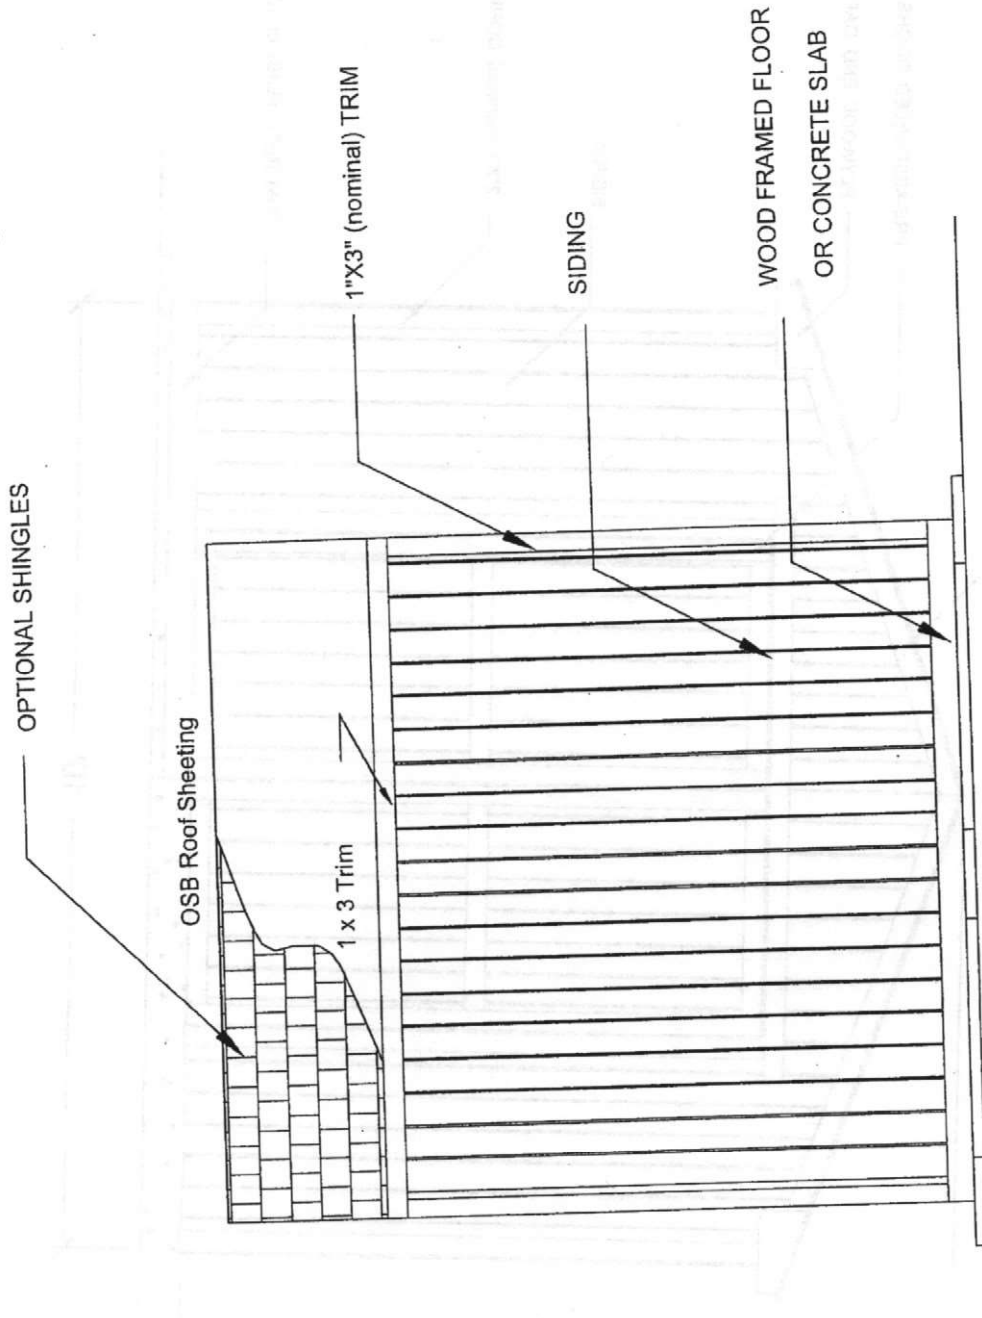 OPTIONAL SHINGLES
OSB Roof Sheeting
1 x 3 Trim
1"X3" (nominal) TRIM
SIDING
WOOD FRAMED FLOOR
OR CONCRETE SLAB